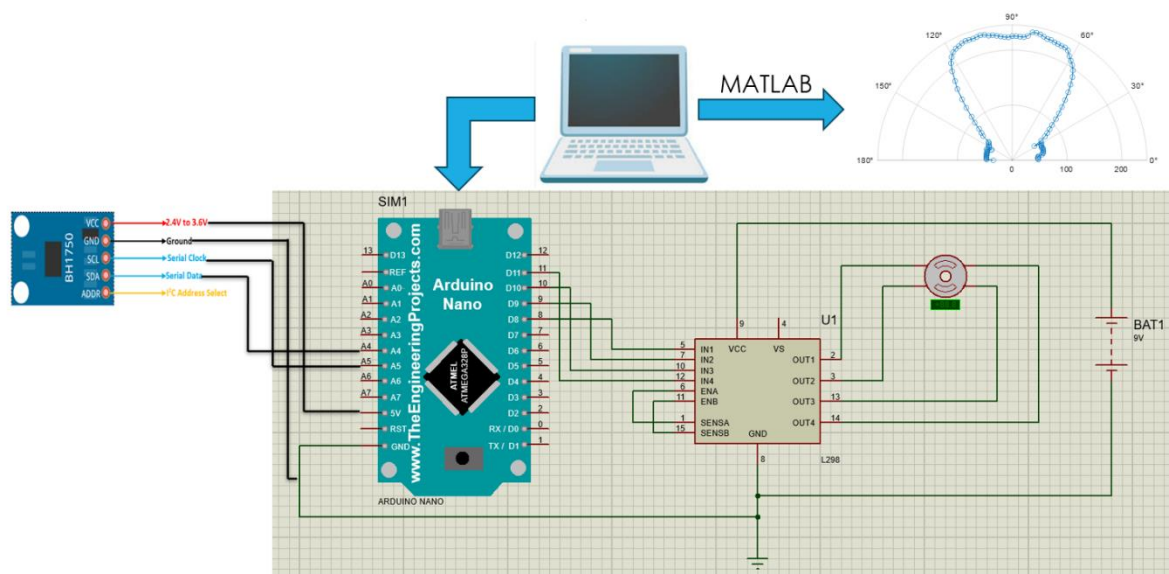 MATLAB
90°
120°
60°
150°
30°
180°
0°
0
100
200
SIM1
BH1750
VCC
GND
SCL
SDA
ADDR
2.4V to 3.6V
Ground
Serial Clock
Serial Data
I²C Address Select
13
D13
REF
A0
A0
A1
A1
A2
A2
A3
A3
A4
A4
A5
A5
A6
A6
A7
A7
5V
RST
GND
www.TheEngineeringProjects.com
Arduino
Nano
ATMEL
ATMEGA328P
D12
12
D11
11
D10
10
D9
9
D8
8
D7
7
D6
6
D5
5
D4
4
D3
3
D2
2
RX / D0
0
TX / D1
1
ARDUINO NANO
U1
9
4
VCC
VS
5
IN1
7
IN2
10
IN3
12
IN4
6
ENA
11
ENB
1
SENSA
15
SENSB
GND
8
OUT1
2
OUT2
3
OUT3
13
OUT4
14
L298
BAT1
9V